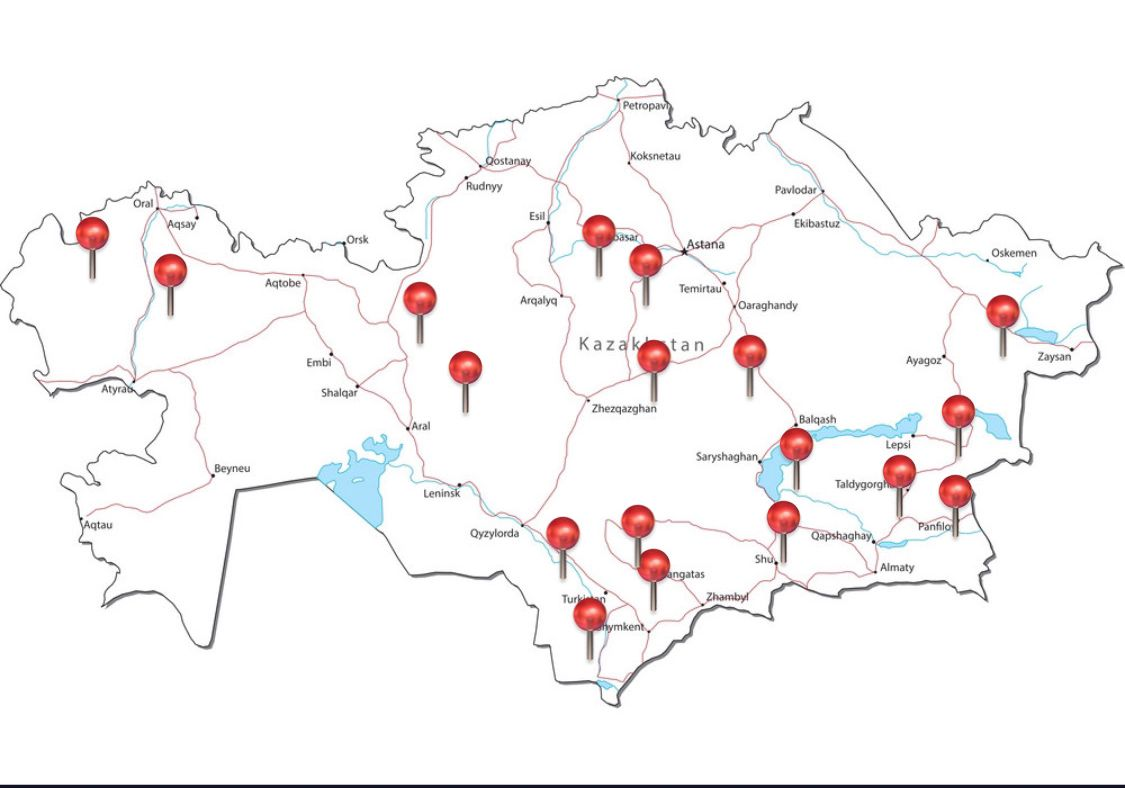 Petropavl
Koksnetau
Qostanay
Rudnyy
Pavlodar
Ekibastuz
Oral
Aqsay
Esil
Orsk
Astana
Oskemen
Aqtobe
Temirtau
Arqalyq
Oaraghandy
Kazakhstan
Embi
Ayagoz
Zaysan
Atyrau
Shalqar
Zhezqazghan
Aral
Balqash
Lepsi
Saryshaghan
Beyneu
Leninsk
Aqtau
Qyzylorda
Qapshaghay
Shu
Almaty
Turkistan
Zhambyl